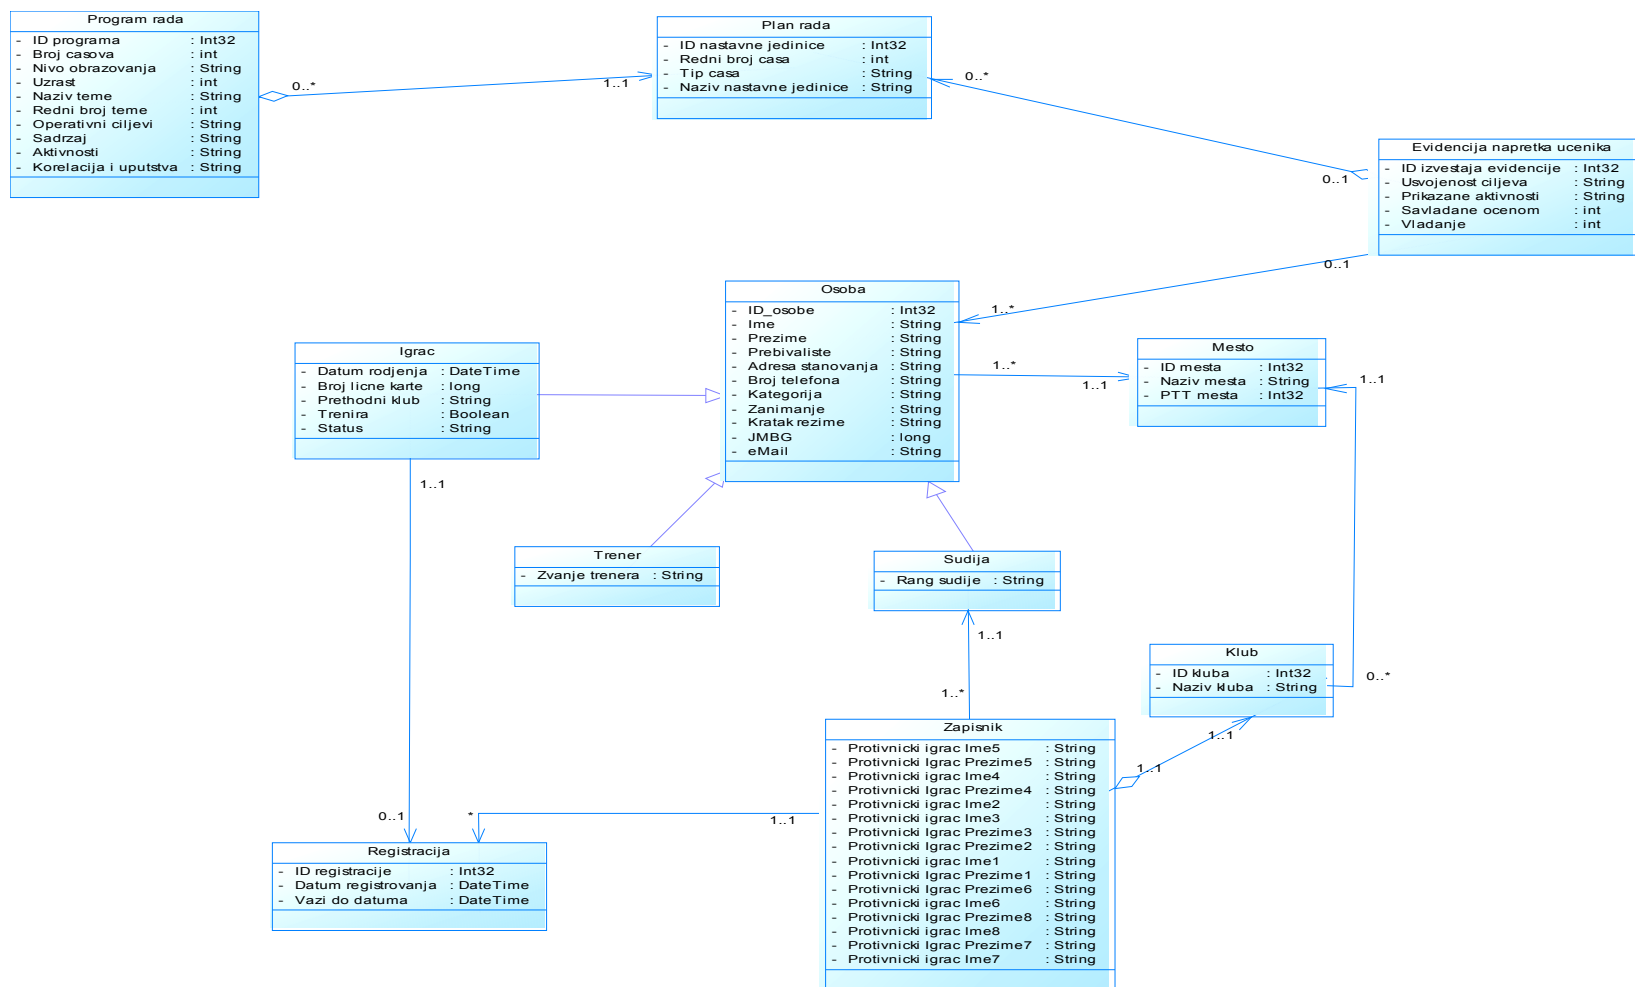 Program rada
- ID programa : Int32
- Broj casova : int
- Nivo obrazovanja : String
- Uzrast : int
- Naziv teme : String
- Redni broj teme : int
- Operativni ciljevi : String
- Sadrzaj : String
- Aktivnosti : String
- Korelacija i uputstva : String
0..*
1..1
Plan rada
- ID nastavne jedinice : Int32
- Redni broj casa : int
- Tip casa : String
- Naziv nastavne jedinice : String
0..*
0..1
Evidencija napretka ucenika
- ID izvestaja evidencije : Int32
- Usvojenost ciljeva : String
- Prikazane aktivnosti : String
- Savladane ocenom : int
- Vladanje : int
0..1
1..*
Osoba
- ID_osobe : Int32
- Ime : String
- Prezime : String
- Prebivaliste : String
- Adresa stanovanja : String
- Broj telefona : String
- Kategorija : String
- Zanimanje : String
- Kratak rezime : String
- JMBG : long
- eMail : String
1..*
1..1
Mesto
- ID mesta : Int32
- Naziv mesta : String
- PTT mesta : Int32
1..1
Igrac
- Datum rodjenja : DateTime
- Broj licne karte : long
- Prethodni klub : String
- Trenira : Boolean
- Status : String
1..1
Trener
- Zvanje trenera : String
Sudija
- Rang sudije : String
1..1
1..*
Klub
- ID kluba : Int32
- Naziv kluba : String
0..*
1..1
1..1
Zapisnik
- Protivnicki igrac Ime5 : String
- Protivnicki Igrac Prezime5 : String
- Protivnicki igrac Ime4 : String
- Protivnicki Igrac Prezime4 : String
- Protivnicki igrac Ime2 : String
- Protivnicki igrac Ime3 : String
- Protivnicki Igrac Prezime3 : String
- Protivnicki Igrac Prezime2 : String
- Protivnicki igrac Ime1 : String
- Protivnicki igrac Prezime1 : String
- Protivnicki Igrac Prezime6 : String
- Protivnicki igrac Ime6 : String
- Protivnicki Igrac Prezime8 : String
- Protivnicki igrac Ime8 : String
- Protivnicki Igrac Prezime7 : String
- Protivnicki igrac Ime7 : String
1..1
*
0..1
Registracija
- ID registracije : Int32
- Datum registrovanja : DateTime
- Vazi do datuma : DateTime